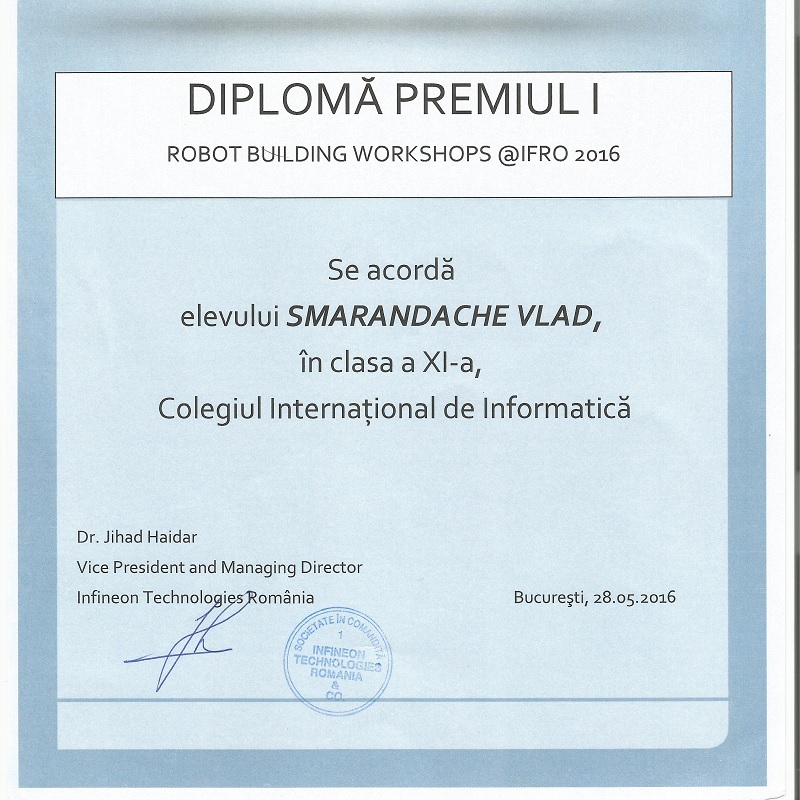 DIPLOMĂ PREMIUL I
ROBOT BUILDING WORKSHOPS @IFRO 2016
Se acordă
elevului SMARANDACHE VLAD,
în clasa a XI-a,
Colegiul Internațional de Informatică
Dr. Jihad Haidar
Vice President and Managing Director
Infineon Technologies România
București, 28.05.2016
SOCIETATE ÎN COMANDITĂ
1
INFINEON
TECHNOLOGIES
ROMANIA
&
CO.